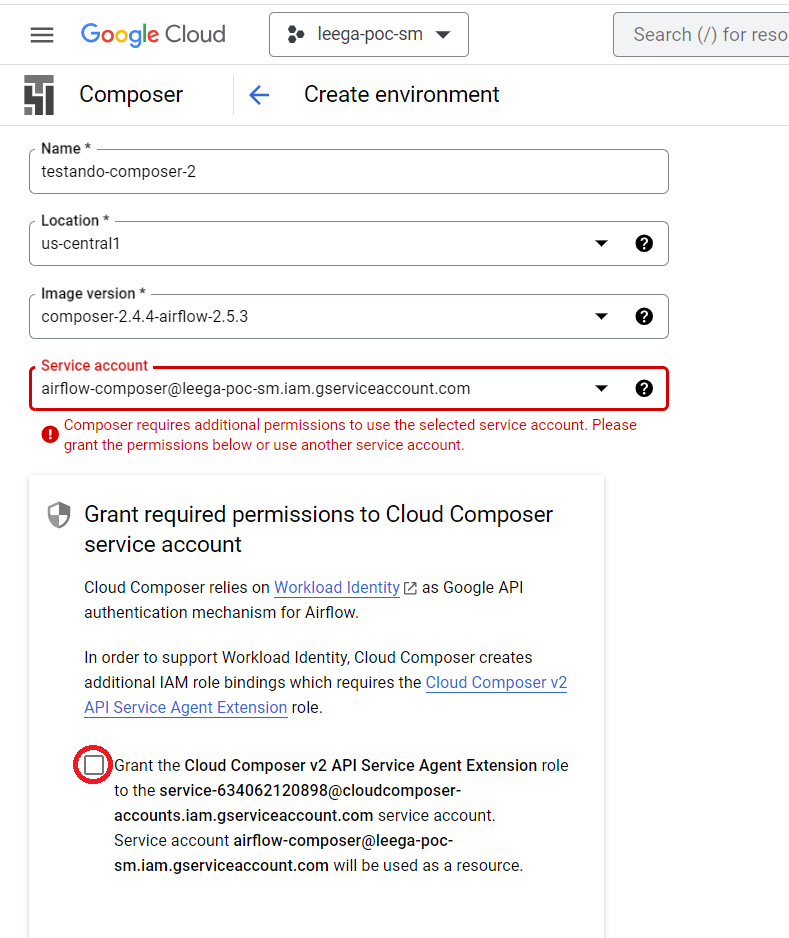 Google Cloud
leega-poc-sm
Search (/) for reso
Composer
Create environment
Name *
testando-composer-2
Location *
us-central1
Image version *
composer-2.4.4-airflow-2.5.3
Service account
airflow-composer@leega-poc-sm.iam.gserviceaccount.com
Composer requires additional permissions to use the selected service account. Please
grant the permissions below or use another service account.
Grant required permissions to Cloud Composer
service account
Cloud Composer relies on Workload Identity as Google API
authentication mechanism for Airflow.
In order to support Workload Identity, Cloud Composer creates
additional IAM role bindings which requires the Cloud Composer v2
API Service Agent Extension role.
Grant the Cloud Composer v2 API Service Agent Extension role
to the service-634062120898@cloudcomposer-
accounts.iam.gserviceaccount.com service account.
Service account airflow-composer@leega-poc-
sm.iam.gserviceaccount.com will be used as a resource.